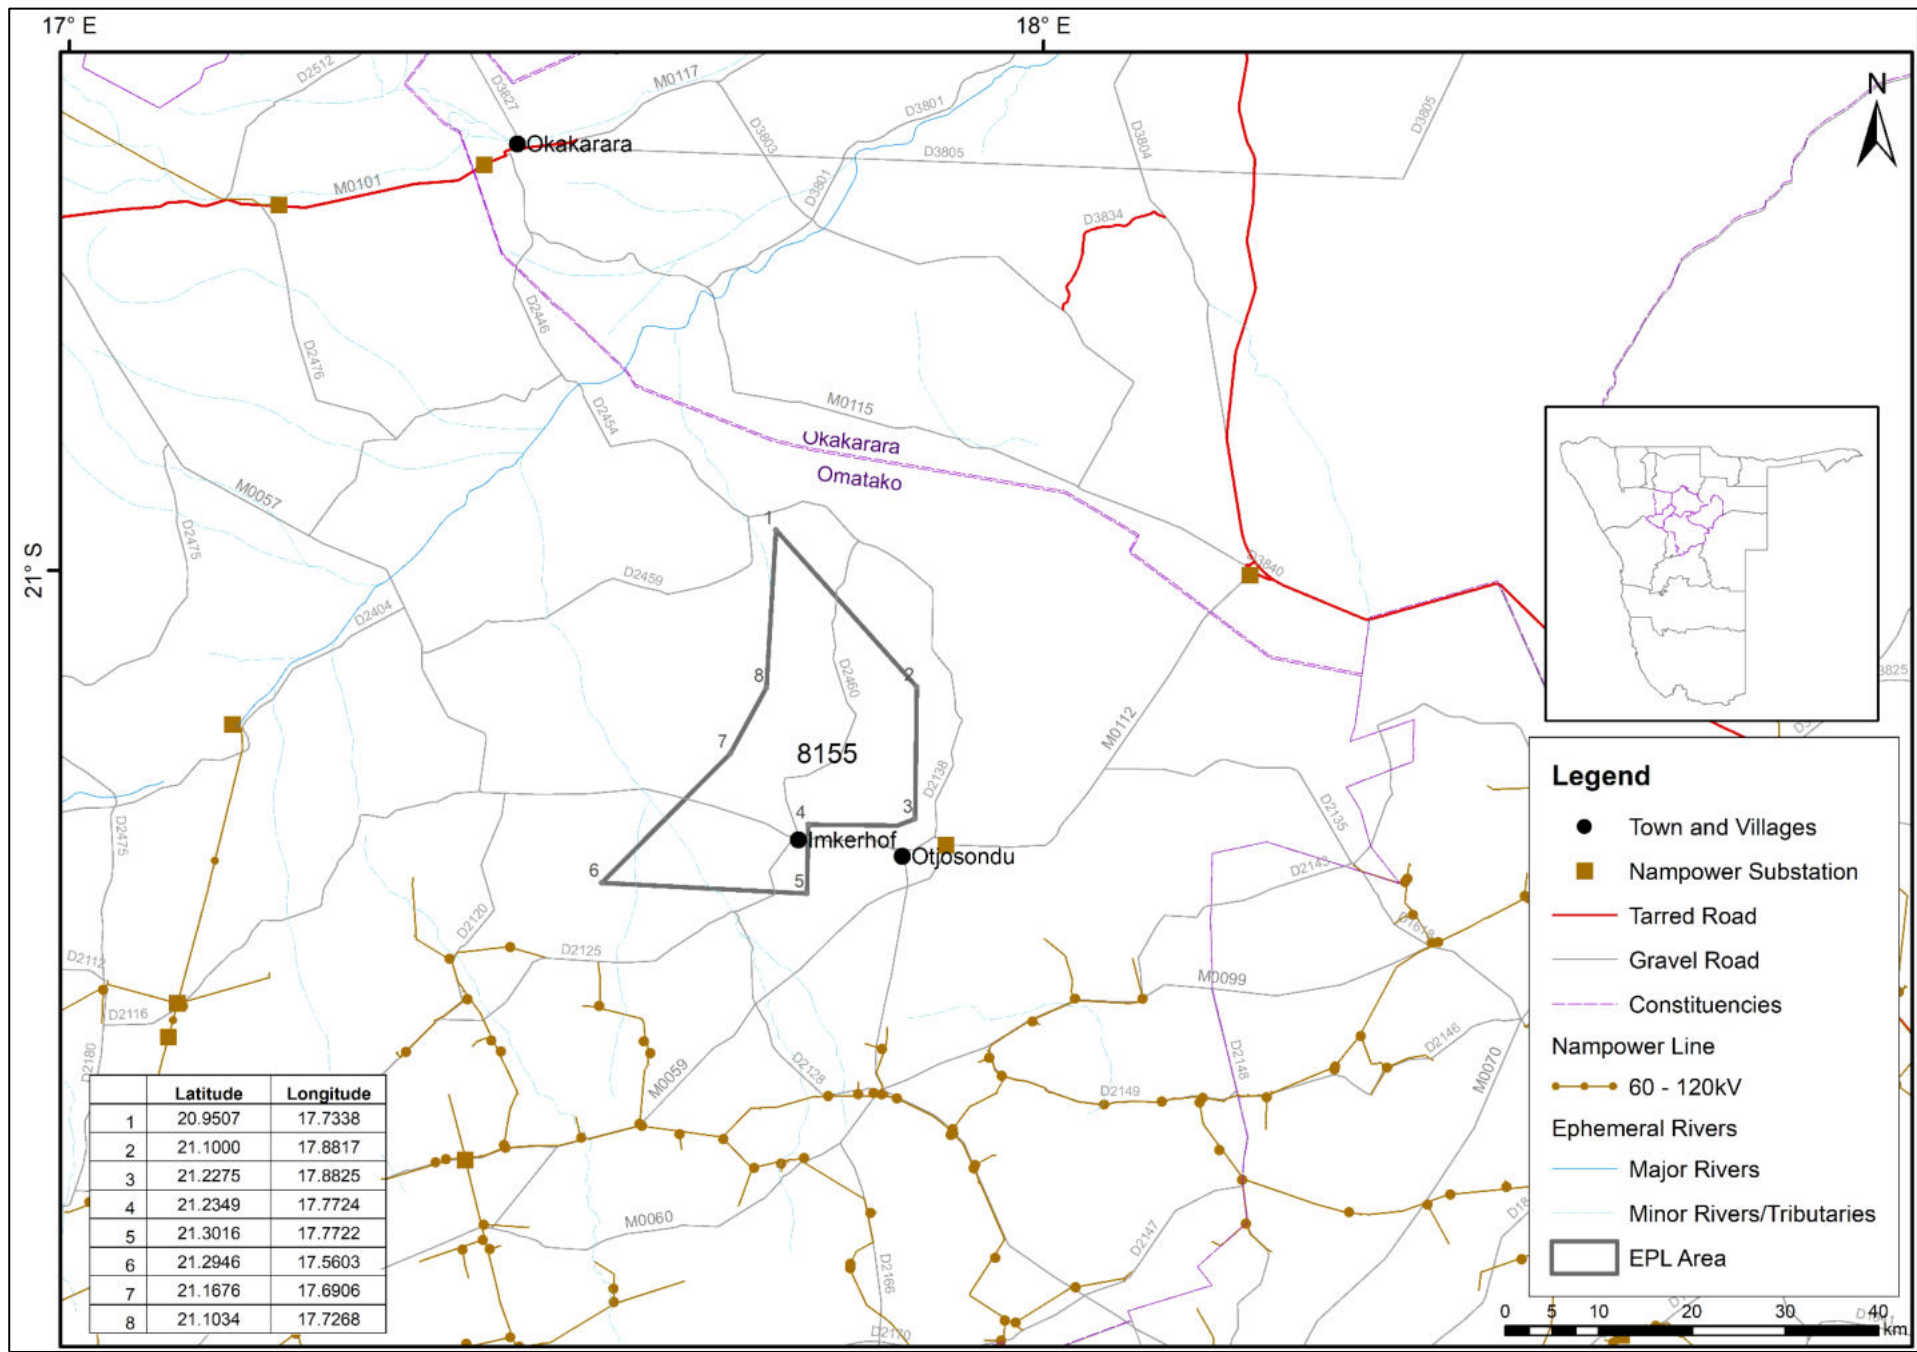 17° E
18° E
N
D2512
D3827
M0117
D3801
D3803
D3804
D3805
Okakarara
D3805
M0101
D3801
D3834
D2446
D2476
D2454
M0115
Okakarara
Omatako
M0057
1
D2475
21° S
D2459
D3840
D2404
8
D2460
2
3825
7
8155
M0112
D2138
4
3
D2475
Imkerhof
Otjosondu
D2135
6
5
D2143
D2120
D1618
D2112
D2125
M0099
D2116
D2180
M0059
D2128
D2149
D2148
D2146
M0070
M0060
D2147
D2166
D2170
Latitude Longitude
1 20.9507 17.7338
2 21.1000 17.8817
3 21.2275 17.8825
4 21.2349 17.7724
5 21.3016 17.7722
6 21.2946 17.5603
7 21.1676 17.6906
8 21.1034 17.7268
Legend
Town and Villages
Nampower Substation
Tarred Road
Gravel Road
Constituencies
Nampower Line
60 - 120kV
Ephemeral Rivers
Major Rivers
Minor Rivers/Tributaries
EPL Area
0 5 10 20 30 40
km